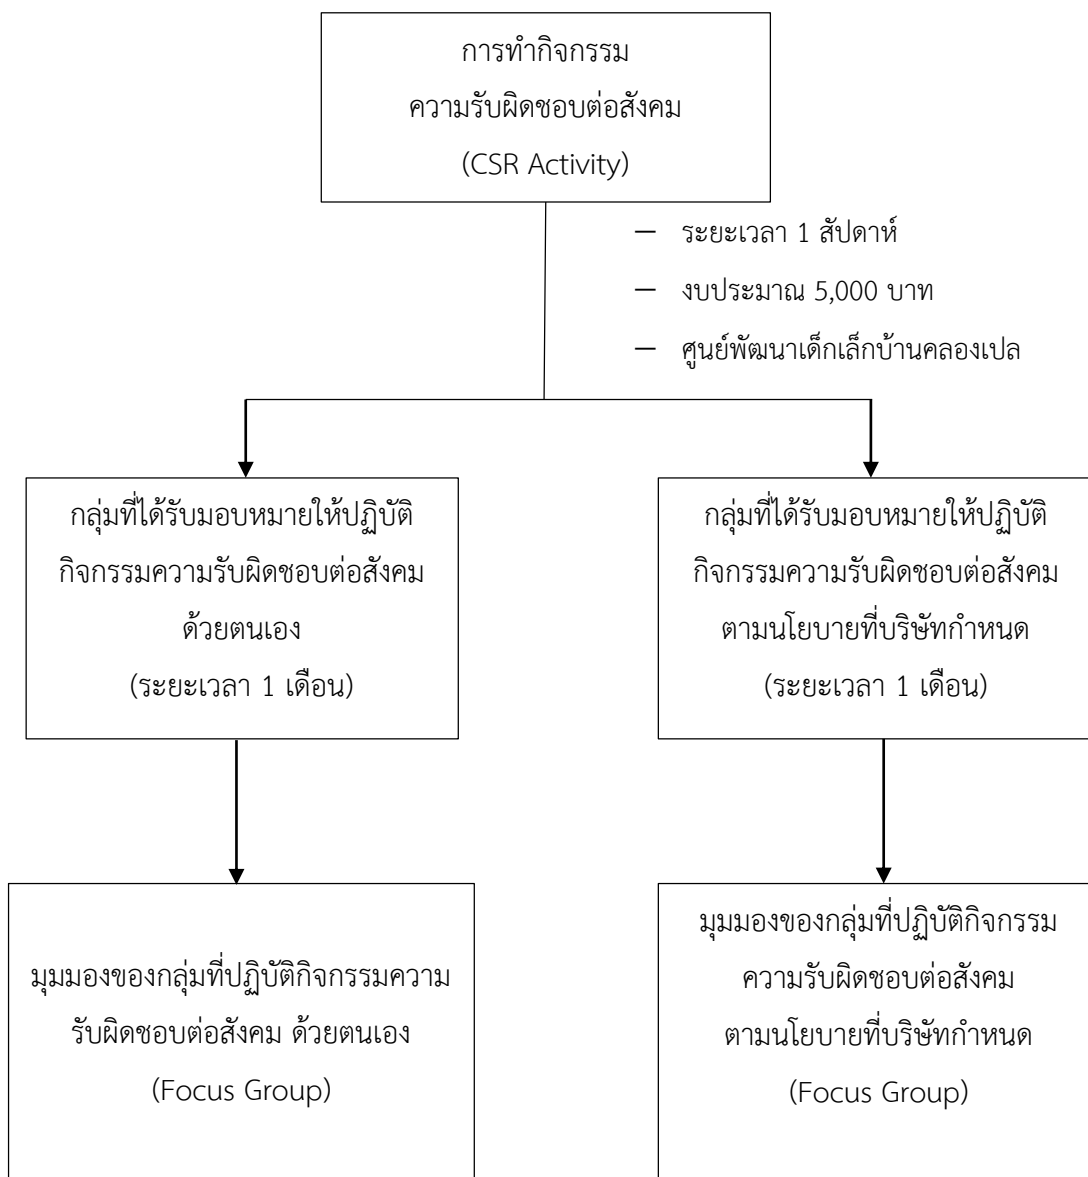 การทำกิจกรรม
ความรับผิดชอบต่อสังคม
(CSR Activity)
– ระยะเวลา 1 สัปดาห์
– งบประมาณ 5,000 บาท
– ศูนย์พัฒนาเด็กเล็กบ้านคลองเปล
กลุ่มที่ได้รับมอบหมายให้ปฏิบัติ
กิจกรรมความรับผิดชอบต่อสังคม
ด้วยตนเอง
(ระยะเวลา 1 เดือน)
กลุ่มที่ได้รับมอบหมายให้ปฏิบัติ
กิจกรรมความรับผิดชอบต่อสังคม
ตามนโยบายที่บริษัทกำหนด
(ระยะเวลา 1 เดือน)
มุมมองของกลุ่มที่ปฏิบัติกิจกรรมความ
รับผิดชอบต่อสังคม ด้วยตนเอง
(Focus Group)
มุมมองของกลุ่มที่ปฏิบัติกิจกรรม
ความรับผิดชอบต่อสังคม
ตามนโยบายที่บริษัทกำหนด
(Focus Group)